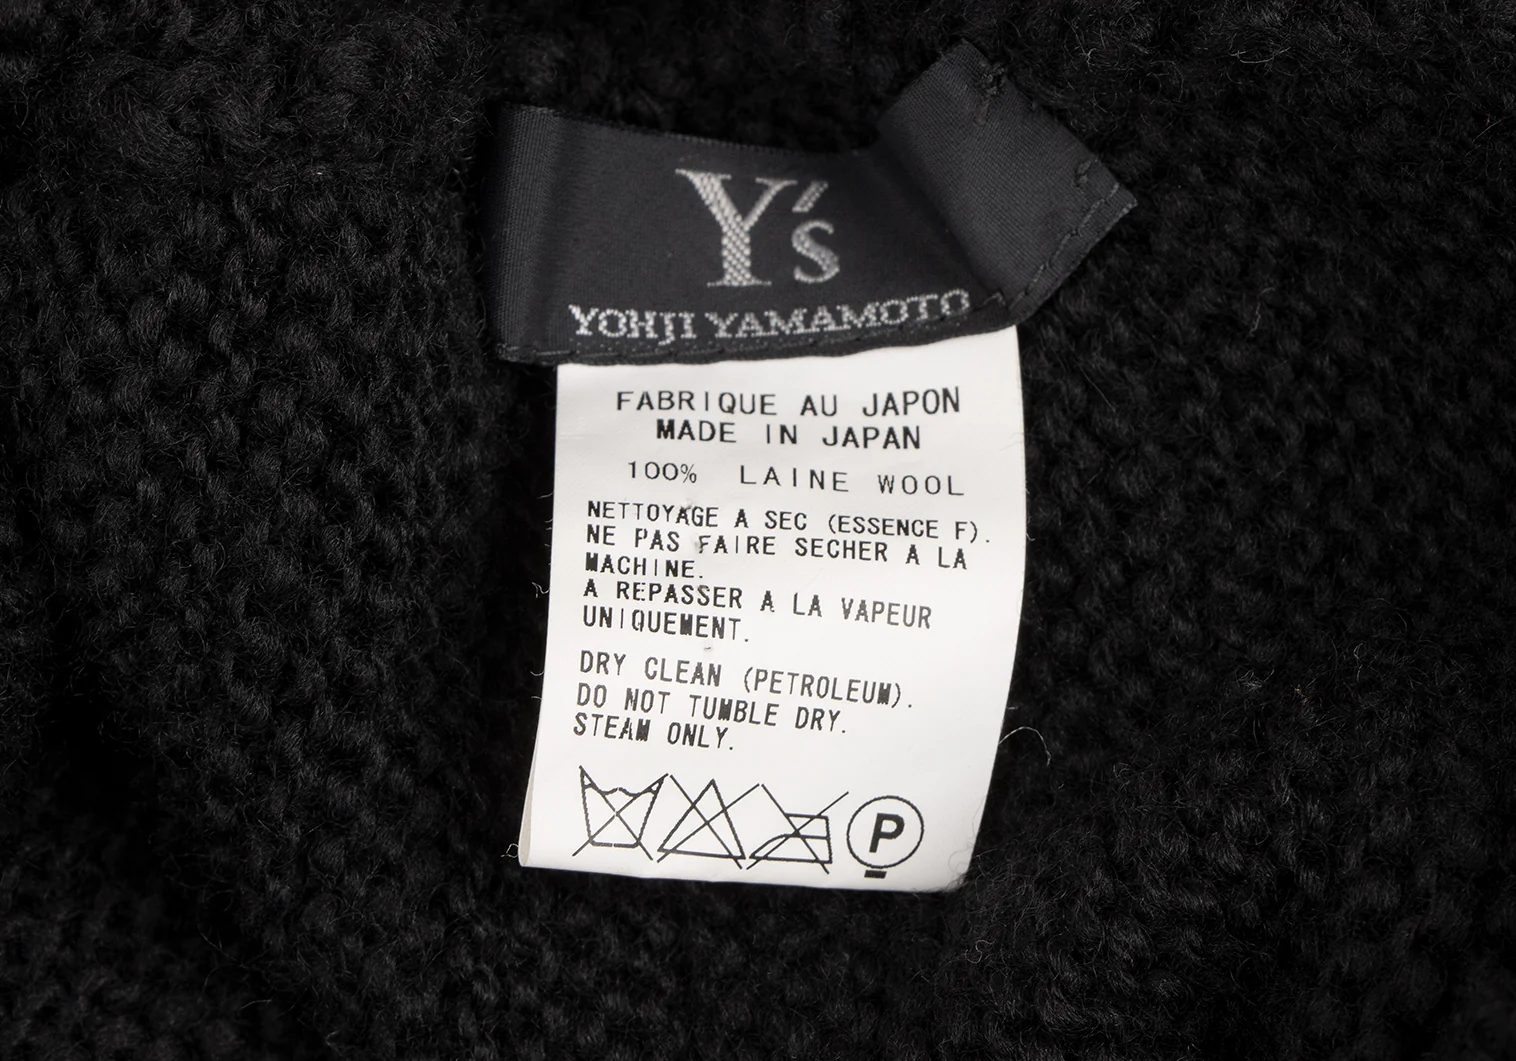 Y's
YOHJI YAMAMOTO
FABRIQUE AU JAPON
MADE IN JAPAN
100% LAINE WOOL
NETTOYAGE A SEC (ESSENCE F).
NE PAS FAIRE SECHER A LA
MACHINE.
A REPASSER A LA VAPEUR
UNIQUEMENT.
DRY CLEAN (PETROLEUM).
DO NOT TUMBLE DRY.
STEAM ONLY.
P